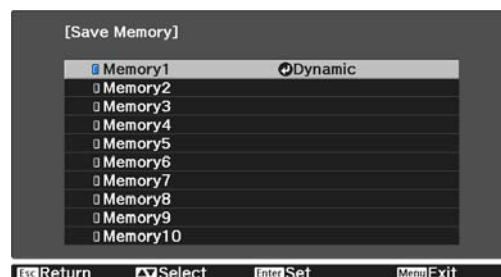 [Save Memory]
Memory1 Dynamic
Memory2
Memory3
Memory4
Memory5
Memory6
Memory7
Memory8
Memory9
Memory10
Esc Return Select Enter Set Menu Exit